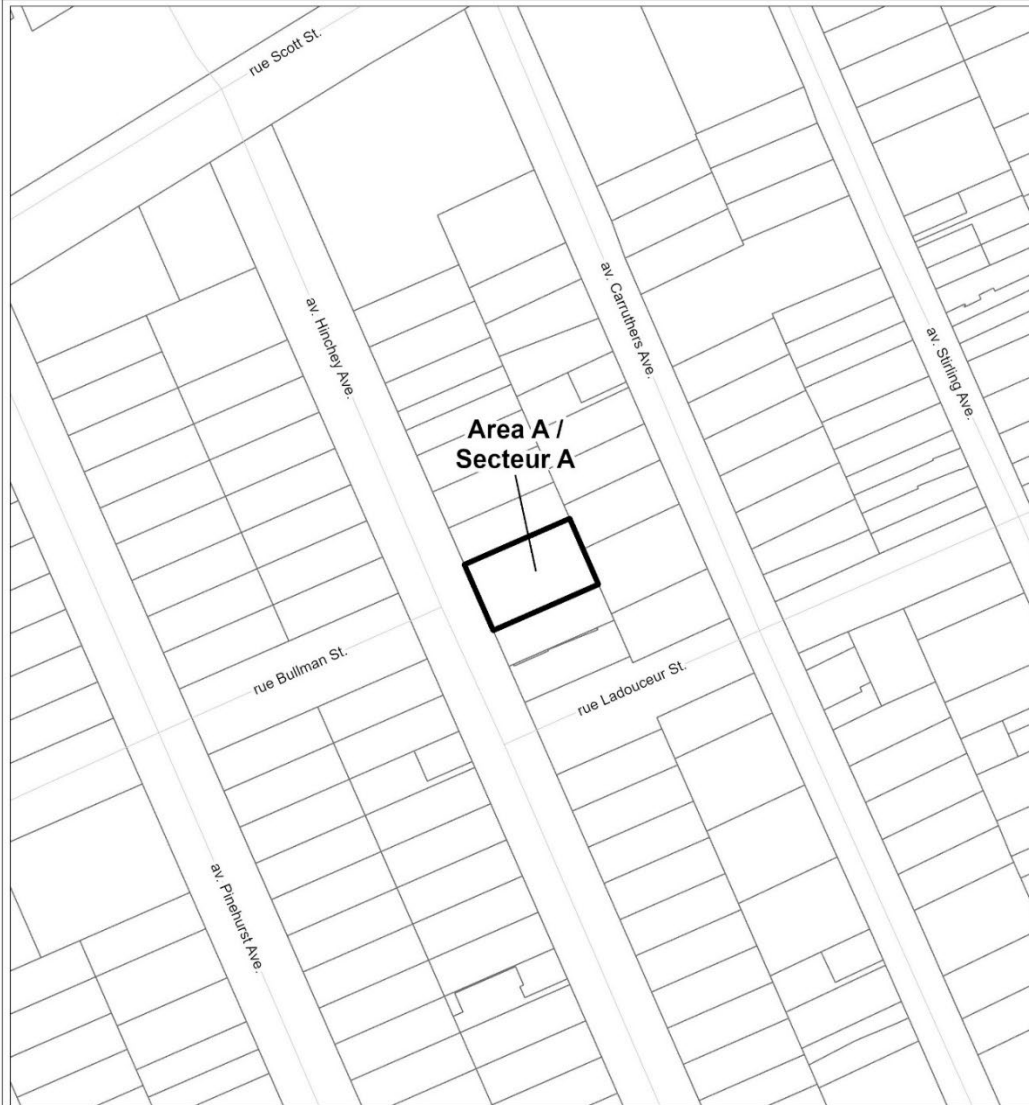 rue Scott St.
av. Hinchey Ave.
av. Carruthers Ave.
av. Stirling Ave.
Area A /
Secteur A
rue Bullman St.
rue Ladouceur St.
av. Pinehurst Ave.